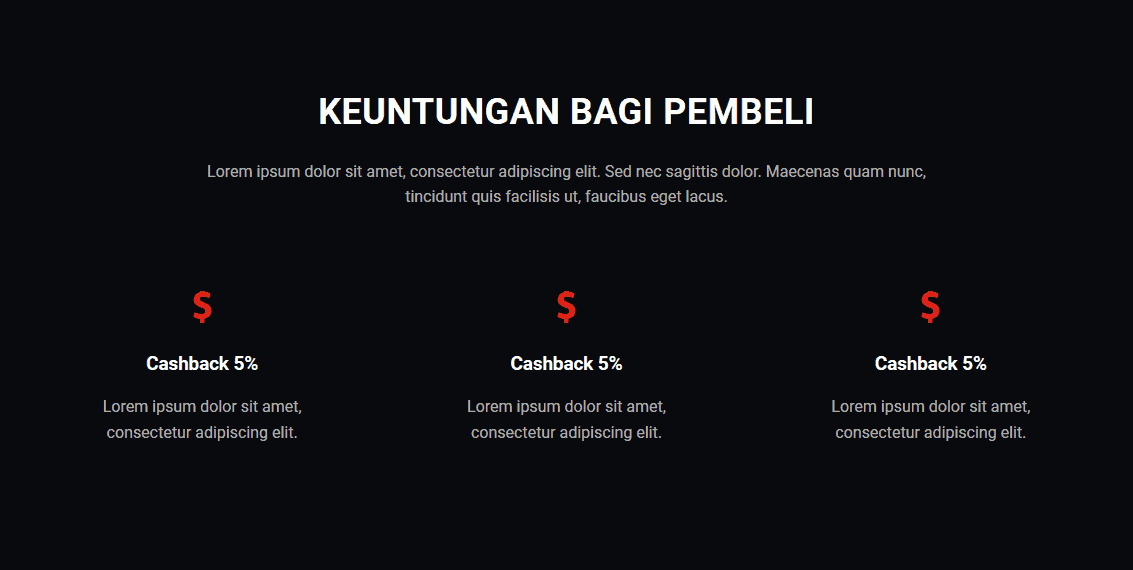 KEUNTUNGAN BAGI PEMBELI
Lorem ipsum dolor sit amet, consectetur adipiscing elit. Sed nec sagittis dolor. Maecenas quam nunc,
tincidunt quis facilisis ut, faucibus eget lacus.
$
Cashback 5%
Lorem ipsum dolor sit amet,
consectetur adipiscing elit.
$
Cashback 5%
Lorem ipsum dolor sit amet,
consectetur adipiscing elit.
$
Cashback 5%
Lorem ipsum dolor sit amet,
consectetur adipiscing elit.